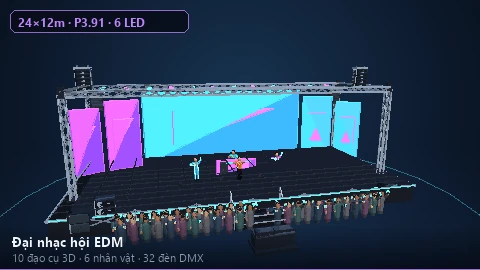 24×12m · P3.91 · 6 LED
Đại nhạc hội EDM
10 đạo cụ 3D · 6 nhân vật · 32 đèn DMX